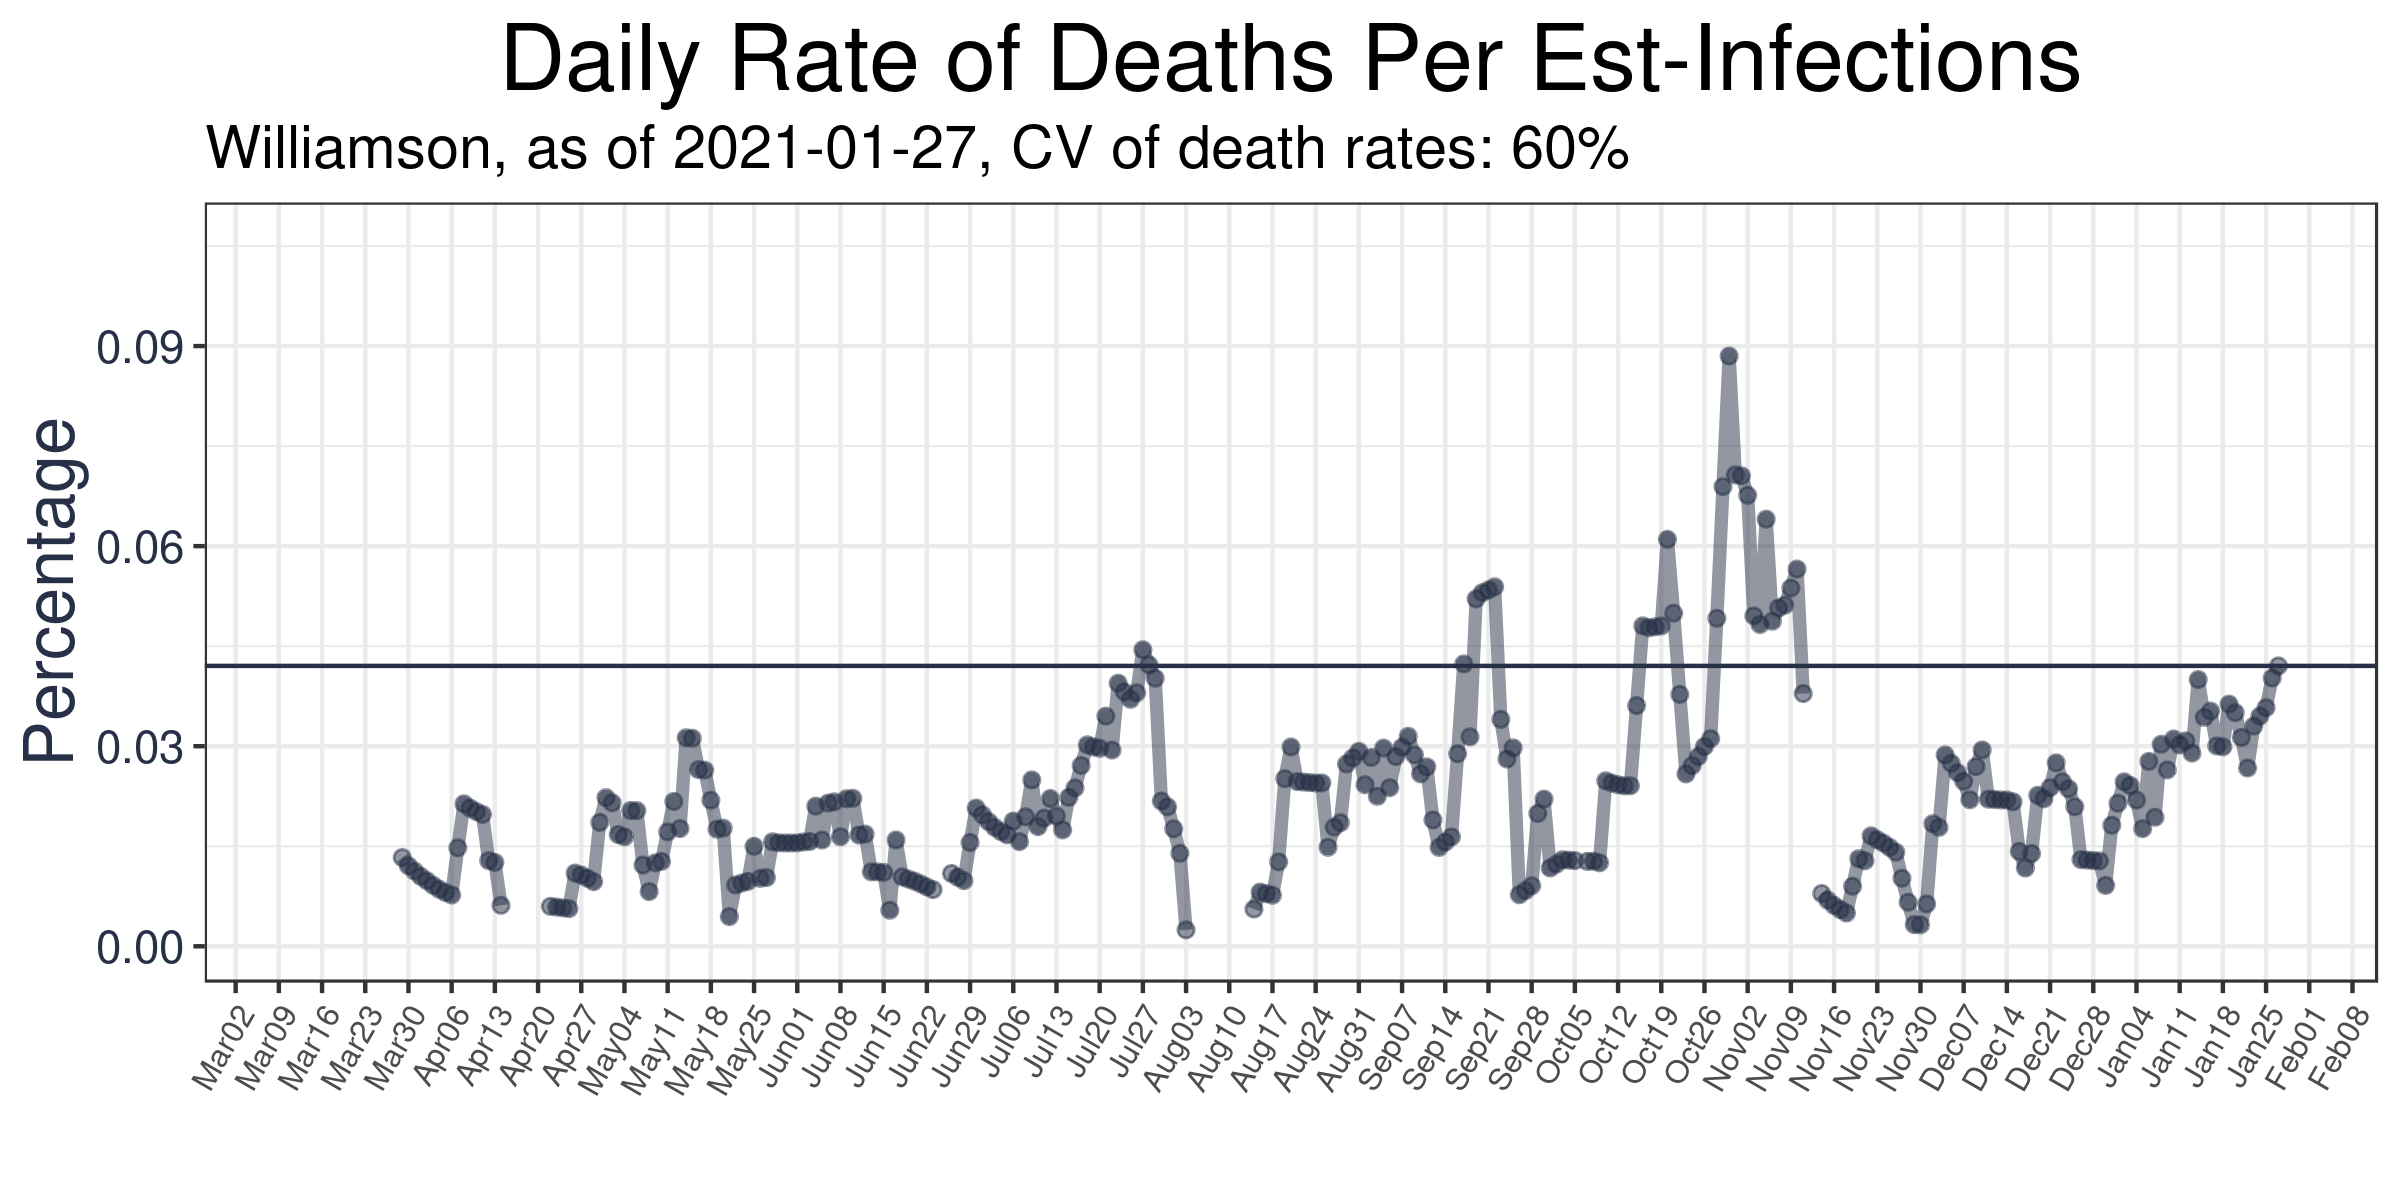 Daily Rate of Deaths Per Est-Infections
Williamson, as of 2021-01-27, CV of death rates: 60%
Percentage
0.09
0.06
0.03
0.00
Mar02
Mar09
Mar16
Mar23
Mar30
Apr06
Apr13
Apr20
Apr27
May04
May11
May18
May25
Jun01
Jun08
Jun15
Jun22
Jun29
Jul06
Jul13
Jul20
Jul27
Aug03
Aug10
Aug17
Aug24
Aug31
Sep07
Sep14
Sep21
Sep28
Oct05
Oct12
Oct19
Oct26
Nov02
Nov09
Nov16
Nov23
Nov30
Dec07
Dec14
Dec21
Dec28
Jan04
Jan11
Jan18
Jan25
Feb01
Feb08